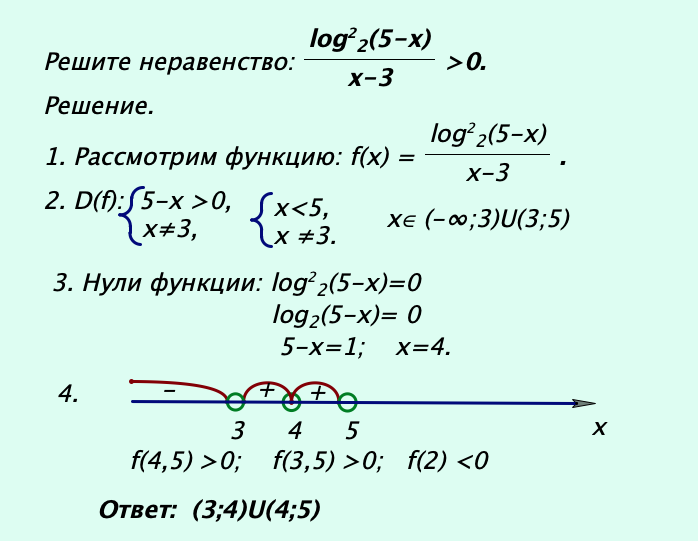 Решите неравенство: log²₂(5−x) / x−3 >0.
Решение.
1. Рассмотрим функцию: f(x) = log²₂(5−x) / x−3 .
2. D(f): { 5−x >0, x≠3, { x<5, x ≠3. x∈ (−∞;3)U(3;5)
3. Нули функции: log²₂(5−x)=0
log₂(5−x)= 0
5−x=1; x=4.
4. − + +
3 4 5 x
f(4,5) >0; f(3,5) >0; f(2) <0
Ответ: (3;4)U(4;5)